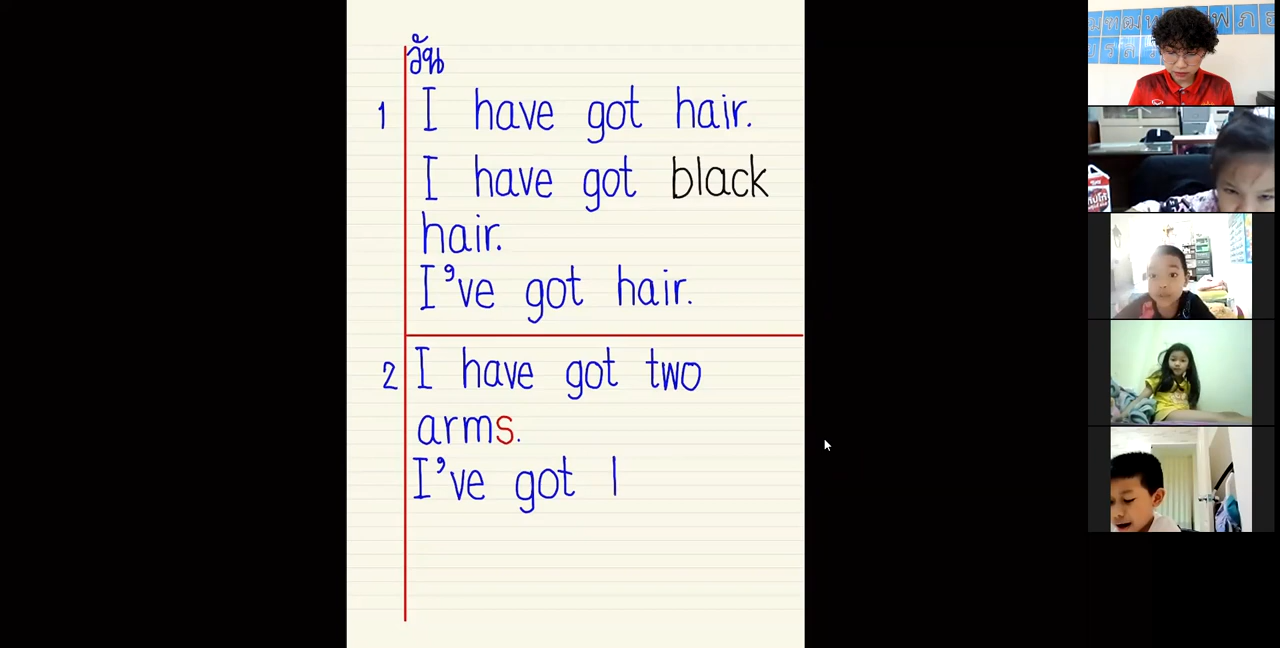 วัน
1 I have got hair.
I have got black
hair.
I've got hair.
2 I have got two
arms.
I've got l